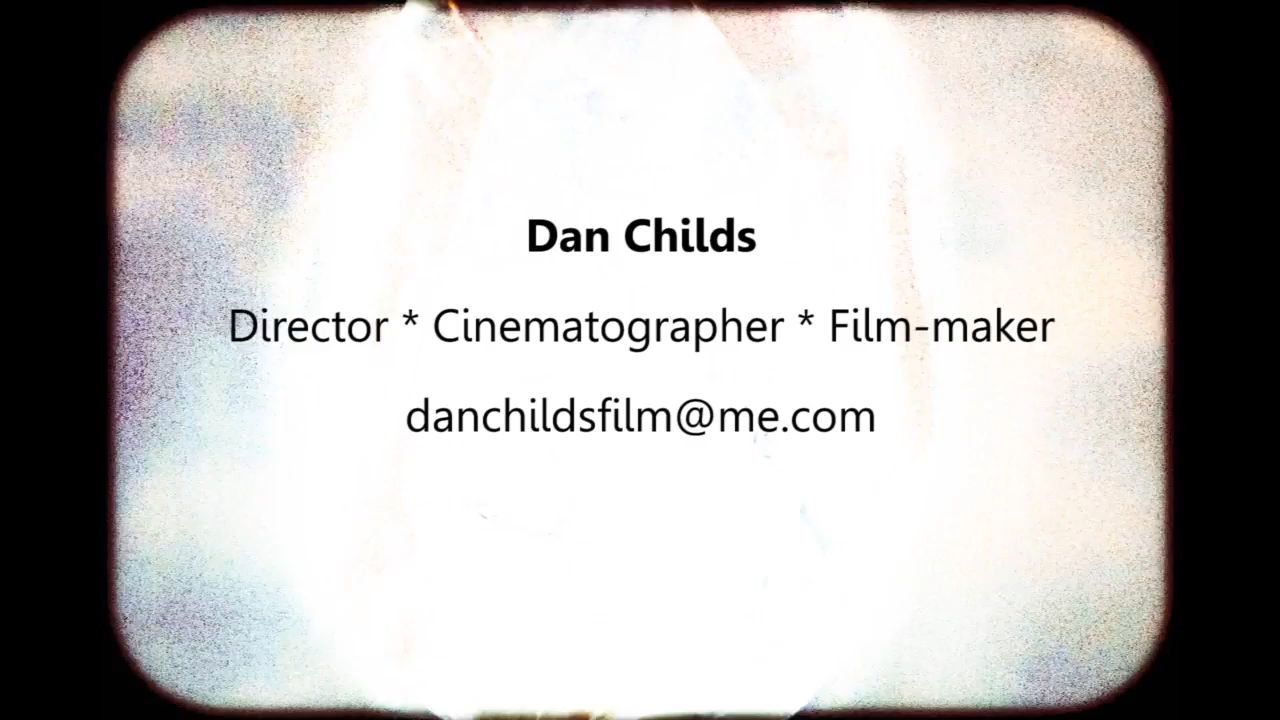 Dan Childs
Director * Cinematographer * Film-maker
danchildsfilm@me.com